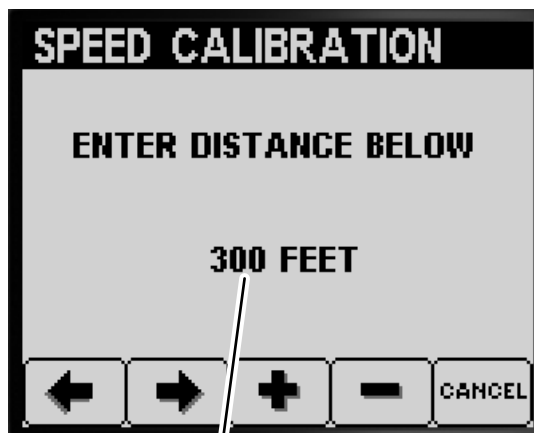 SPEED CALIBRATION
ENTER DISTANCE BELOW
300 FEET
CANCEL